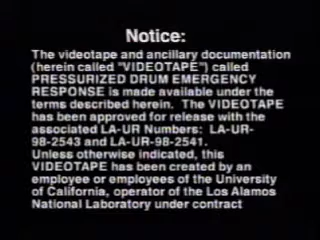 Notice:
The videotape and ancillary documentation
(herein called "VIDEOTAPE") called
PRESSURIZED DRUM EMERGENCY
RESPONSE is made available under the
terms described herein.  The VIDEOTAPE
has been approved for release with the
associated LA-UR Numbers:  LA-UR-
98-2543 and LA-UR-98-2541.
Unless otherwise indicated, this
VIDEOTAPE has been created by an
employee or employees of the University
of California, operator of the Los Alamos
National Laboratory under contract